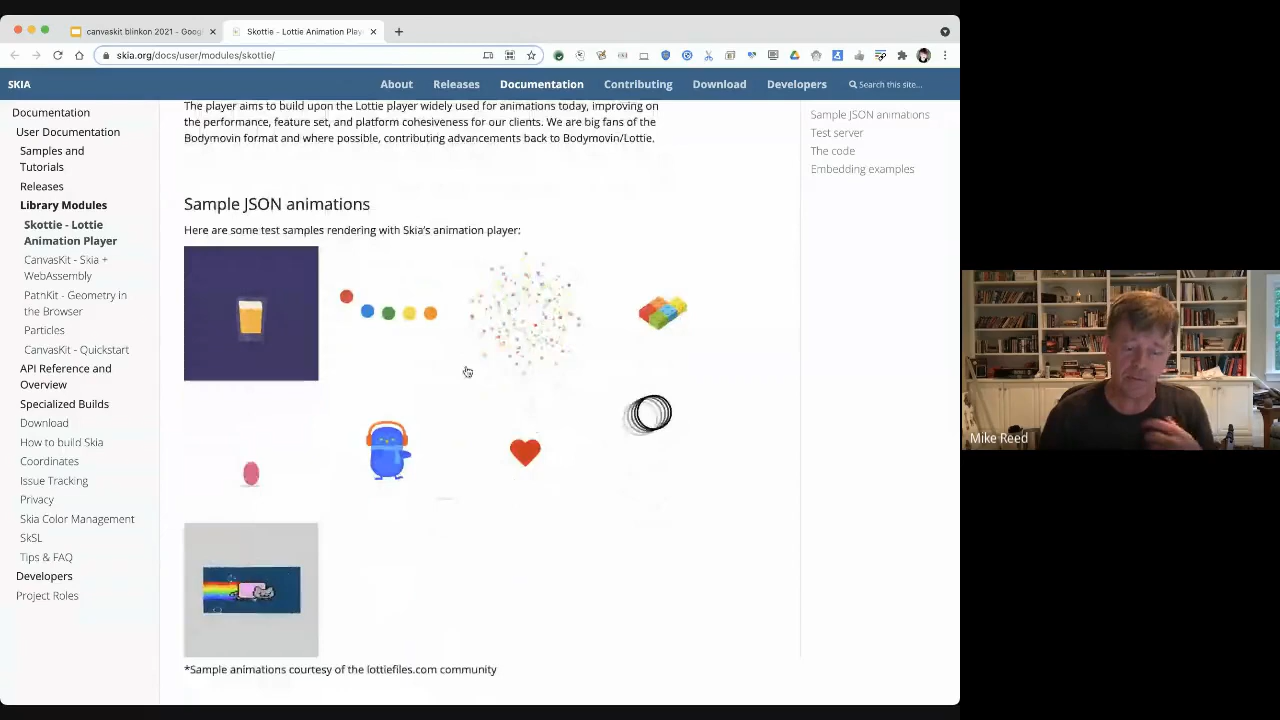 canvaskit blinkon 2021 - Goog
Skottie - Lottie Animation Play
skia.org/docs/user/modules/skottie/
SKIA
About
Releases
Documentation
Contributing
Download
Developers
Search this site...
Documentation
User Documentation
Samples and
Tutorials
Releases
Library Modules
Skottie - Lottie
Animation Player
CanvasKit - Skia +
WebAssembly
PathKit - Geometry in
the Browser
Particles
CanvasKit - Quickstart
API Reference and
Overview
Specialized Builds
Download
How to build Skia
Coordinates
Issue Tracking
Privacy
Skia Color Management
SkSL
Tips & FAQ
Developers
Project Roles
The player aims to build upon the Lottie player widely used for animations today, improving on
the performance, feature set, and platform cohesiveness for our clients. We are big fans of the
Bodymovin format and where possible, contributing advancements back to Bodymovin/Lottie.
Sample JSON animations
Here are some test samples rendering with Skia's animation player:
*Sample animations courtesy of the lottiefiles.com community
Sample JSON animations
Test server
The code
Embedding examples
Mike Reed